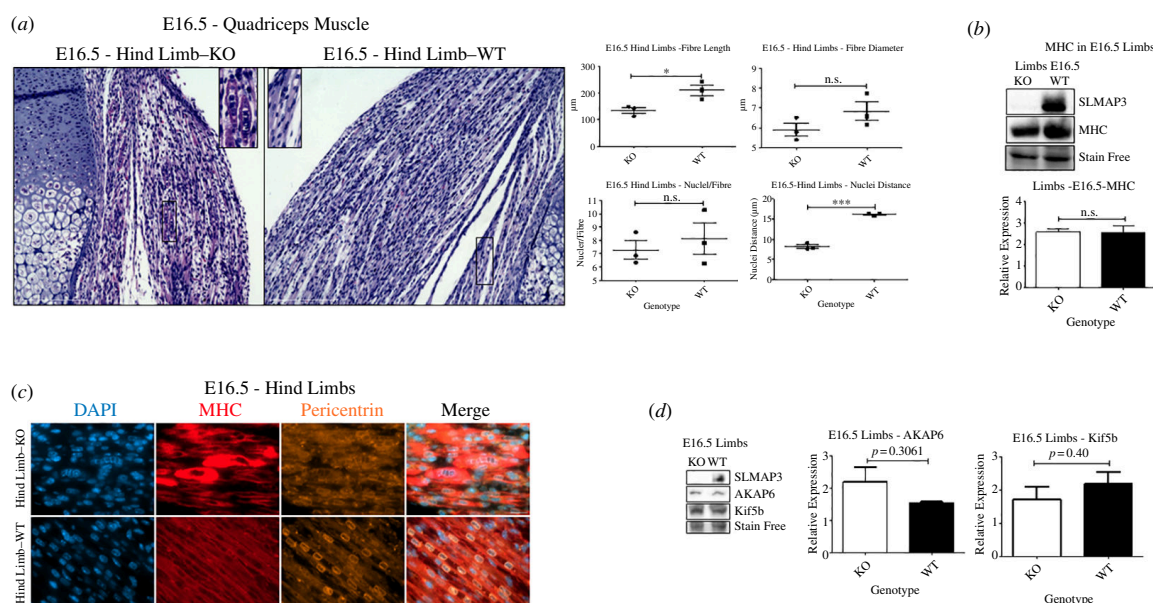 (a)
E16.5 - Quadriceps Muscle
E16.5 - Hind Limb–KO
E16.5 - Hind Limb–WT
E16.5 Hind Limbs -Fibre Length
300
200
100
0
µm
*
KO
WT
E16.5 - Hind Limbs - Fibre Diameter
9
8
7
6
5
µm
n.s.
KO
WT
E16.5 Hind Limbs - Nuclel/Fibre
11
10
9
8
7
6
5
Nucler/Fibre
n.s.
KO
WT
Genotype
E16.5-Hind Limbs - Nuclei Distance
20
15
10
5
0
Nuclei Distance (µm)
***
KO
WT
Genotype
(b)
MHC in E16.5 Limbs
Limbs E16.5
KO WT
SLMAP3
MHC
Stain Free
Limbs -E16.5-MHC
4
3
2
1
0
Relative Expression
n.s.
KO
WT
Genotype
(c)
E16.5 - Hind Limbs
DAPI
MHC
Pericentrin
Merge
Hind Limb–KO
Hind Limb–WT
(d)
E16.5 Limbs
KO WT
SLMAP3
AKAP6
Kif5b
Stain Free
E16.5 Limbs - AKAP6
p = 0.3061
3
2
1
0
Relative Expression
KO
WT
Genotype
E16.5 Limbs - Kif5b
p = 0.40
3
2
1
0
Relative Expression
KO
WT
Genotype